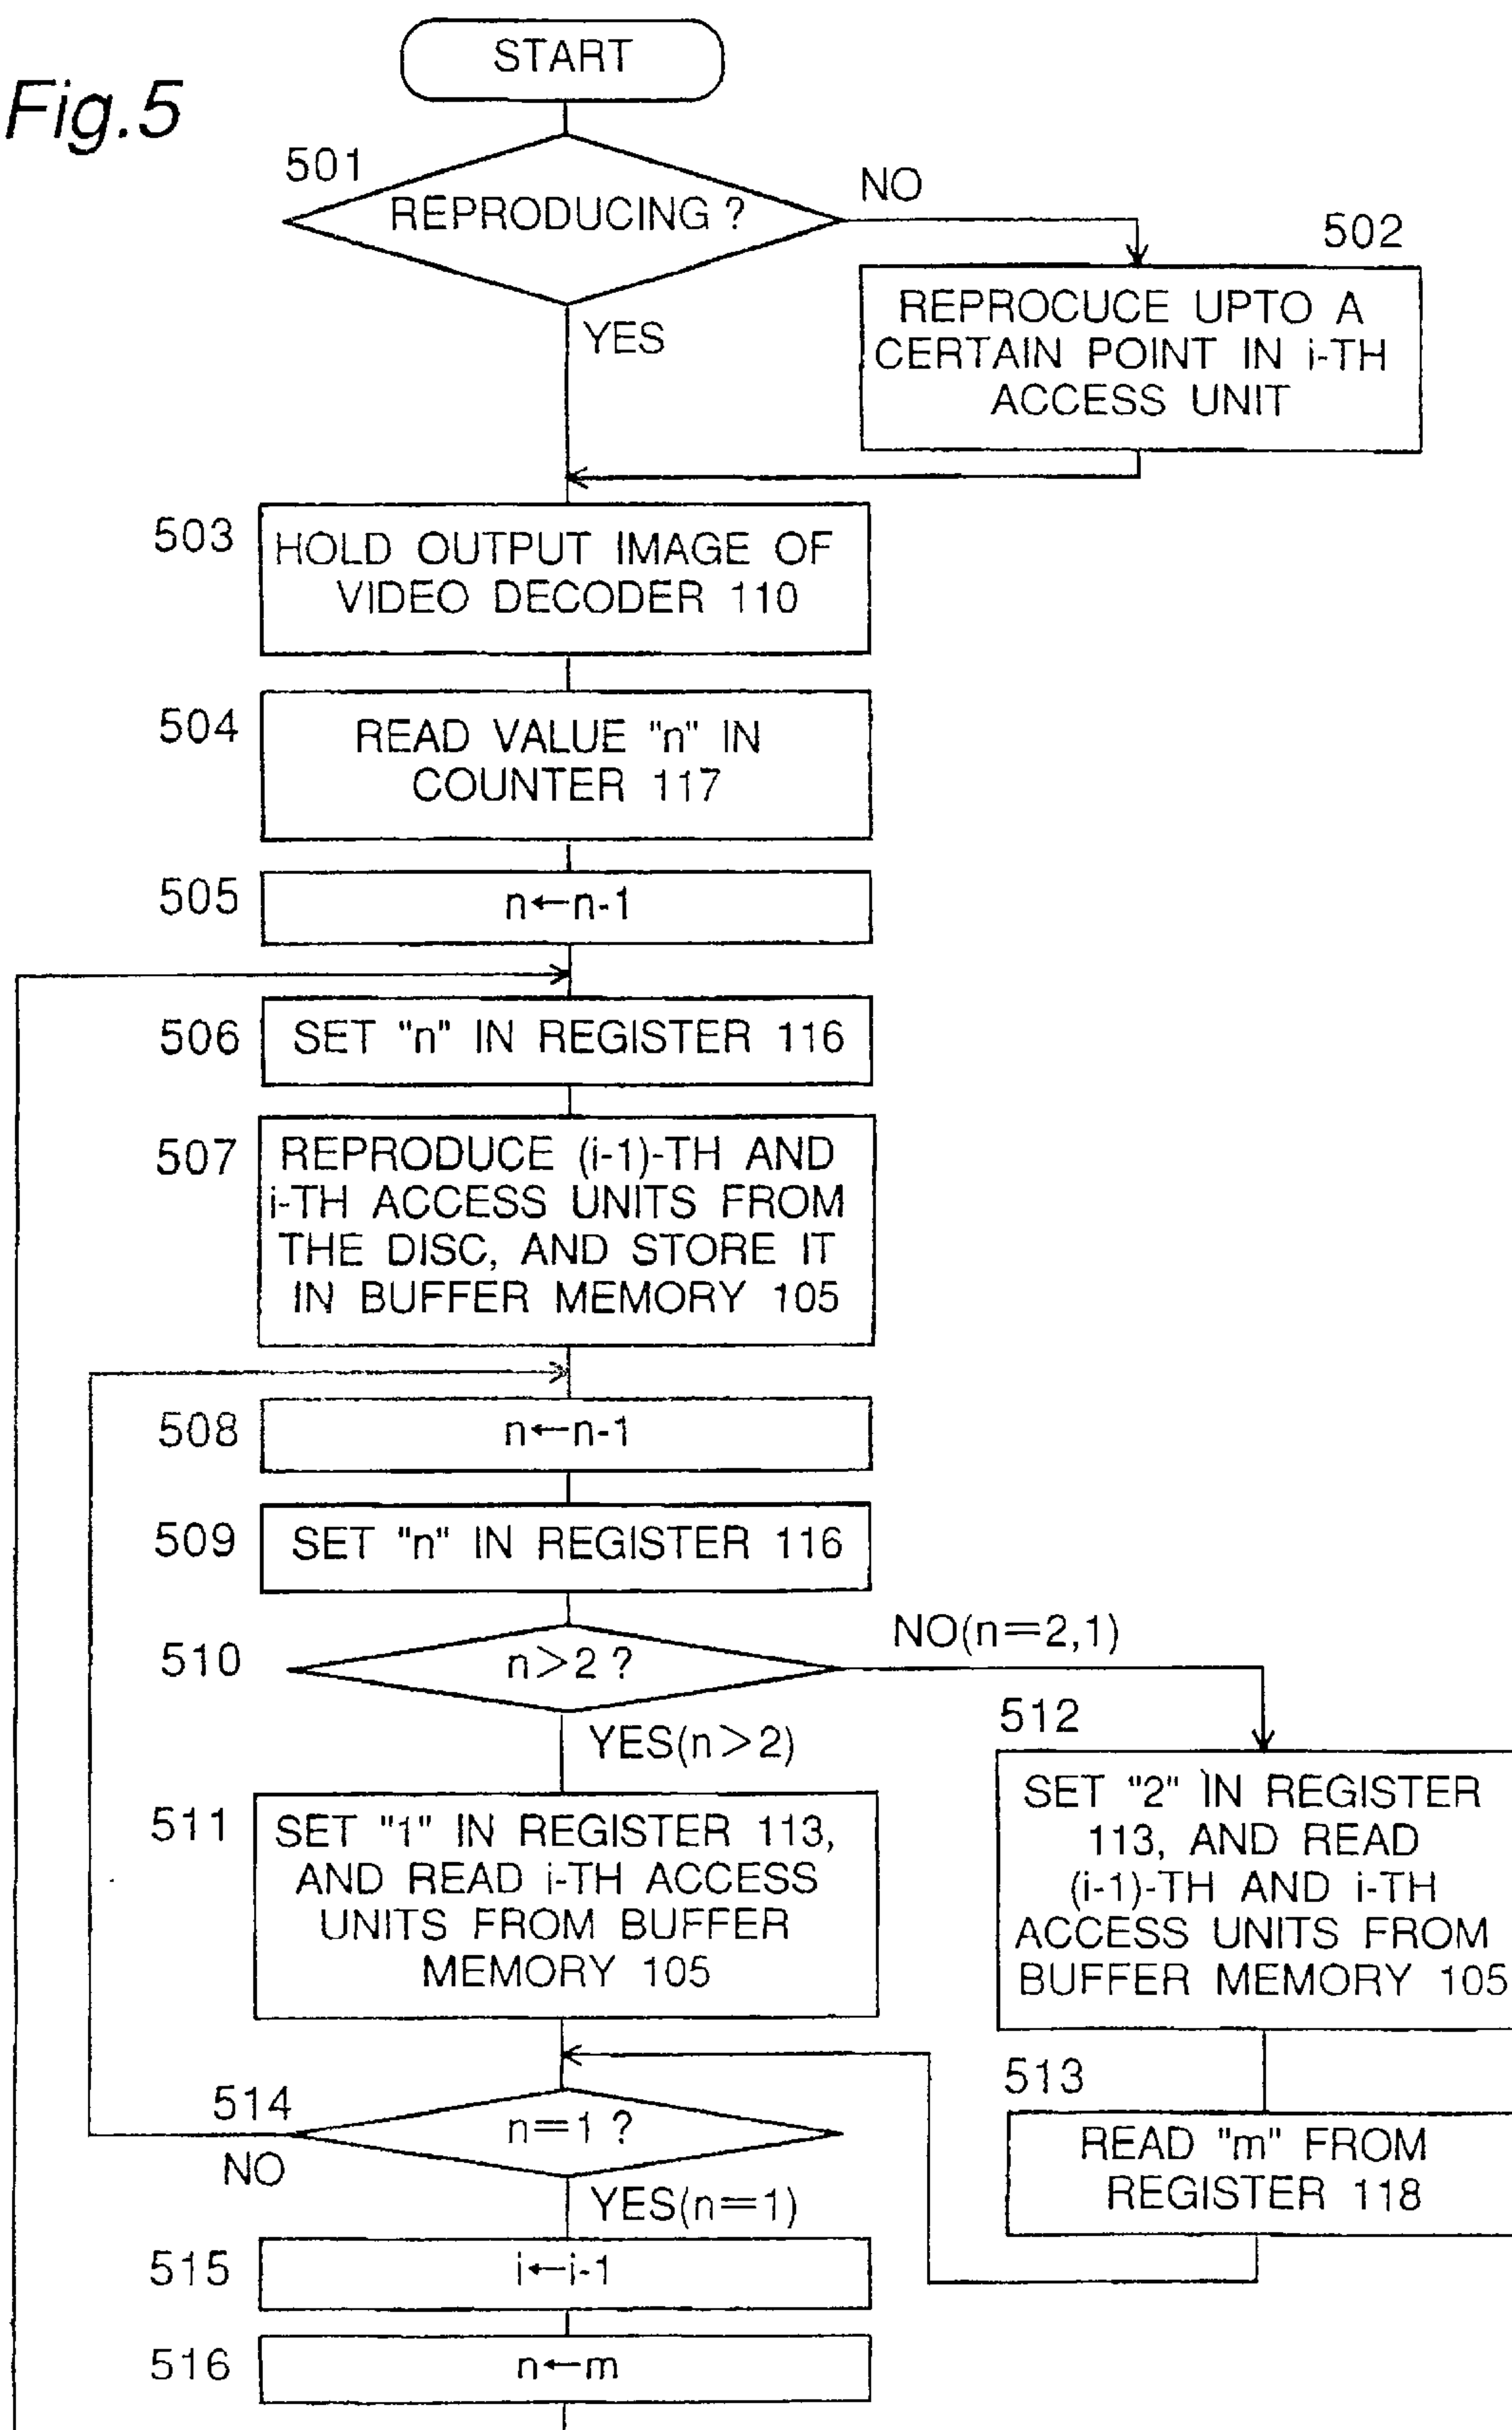 START
Fig.5
501
REPRODUCING ?
NO
502
REPROCUCE UPTO A
CERTAIN POINT IN i-TH
ACCESS UNIT
YES
503
HOLD OUTPUT IMAGE OF
VIDEO DECODER 110
504
READ VALUE "n" IN
COUNTER 117
505
n←n-1
506
SET "n" IN REGISTER 116
507
REPRODUCE (i-1)-TH AND
i-TH ACCESS UNITS FROM
THE DISC, AND STORE IT
IN BUFFER MEMORY 105
508
n←n-1
509
SET "n" IN REGISTER 116
510
n>2 ?
NO(n=2,1)
YES(n>2)
511
SET "1" IN REGISTER 113,
AND READ i-TH ACCESS
UNITS FROM BUFFER
MEMORY 105
512
SET "2" IN REGISTER
113, AND READ
(i-1)-TH AND i-TH
ACCESS UNITS FROM
BUFFER MEMORY 105
513
READ "m" FROM
REGISTER 118
514
n=1 ?
NO
YES(n=1)
515
i←i-1
516
n←m